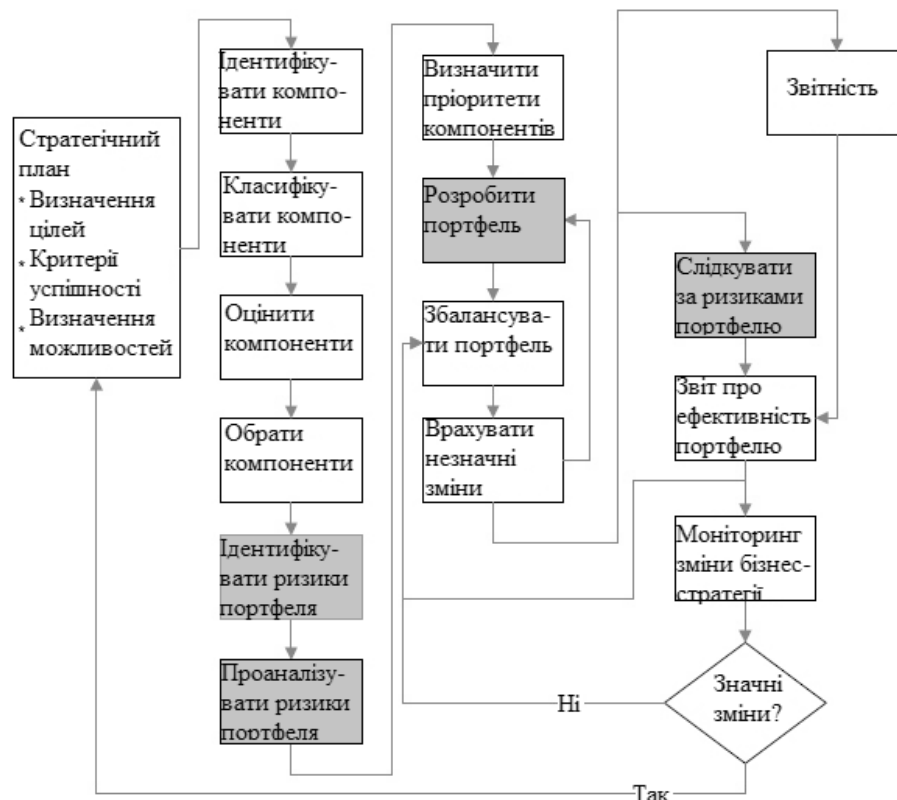 Стратегічний
план
* Визначення
цілей
* Критерії
успішності
* Визначення
можливостей
Ідентифіку-
вати компо-
ненти
Класифіку-
вати компо-
ненти
Оцінити
компоненти
Обрати
компоненти
Ідентифіку-
вати ризики
портфеля
Проаналізу-
вати ризики
портфеля
Визначити
пріоритети
компонентів
Розробити
портфель
Збалансува-
ти портфель
Врахувати
незначні
зміни
Звітність
Слідкувати
за ризиками
портфелю
Звіт про
ефективність
портфелю
Моніторинг
зміни бізнес-
стратегії
Значні
зміни?
Ні
Так